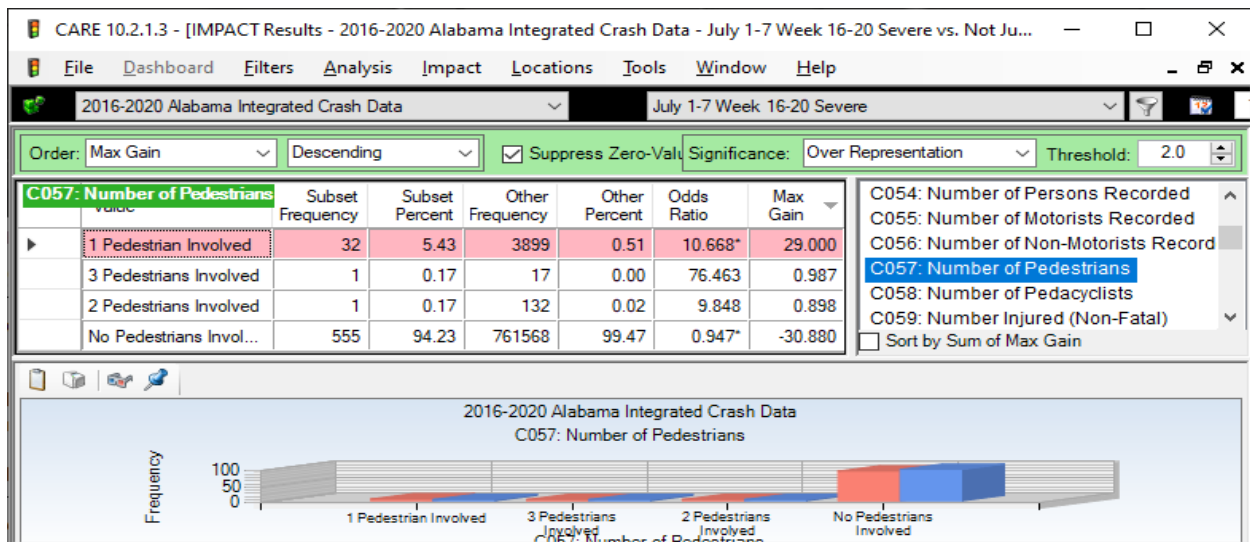 CARE 10.2.1.3 - [IMPACT Results - 2016-2020 Alabama Integrated Crash Data - July 1-7 Week 16-20 Severe vs. Not Ju...
File Dashboard Filters Analysis Impact Locations Tools Window Help
2016-2020 Alabama Integrated Crash Data July 1-7 Week 16-20 Severe
Order: Max Gain Descending Suppress Zero-Valu Significance: Over Representation Threshold: 2.0
C057: Number of Pedestrians Subset Frequency Subset Percent Other Frequency Other Percent Odds Ratio Max Gain
1 Pedestrian Involved 32 5.43 3899 0.51 10.668* 29.000
3 Pedestrians Involved 1 0.17 17 0.00 76.463 0.987
2 Pedestrians Involved 1 0.17 132 0.02 9.848 0.898
No Pedestrians Invol... 555 94.23 761568 99.47 0.947* -30.880
C054: Number of Persons Recorded
C055: Number of Motorists Recorded
C056: Number of Non-Motorists Record
C057: Number of Pedestrians
C058: Number of Pedacyclists
C059: Number Injured (Non-Fatal)
Sort by Sum of Max Gain
2016-2020 Alabama Integrated Crash Data
C057: Number of Pedestrians
Frequency
100
50
0
1 Pedestrian Involved
3 Pedestrians Involved
2 Pedestrians Involved
No Pedestrians Involved
C057: Number of Pedestrians